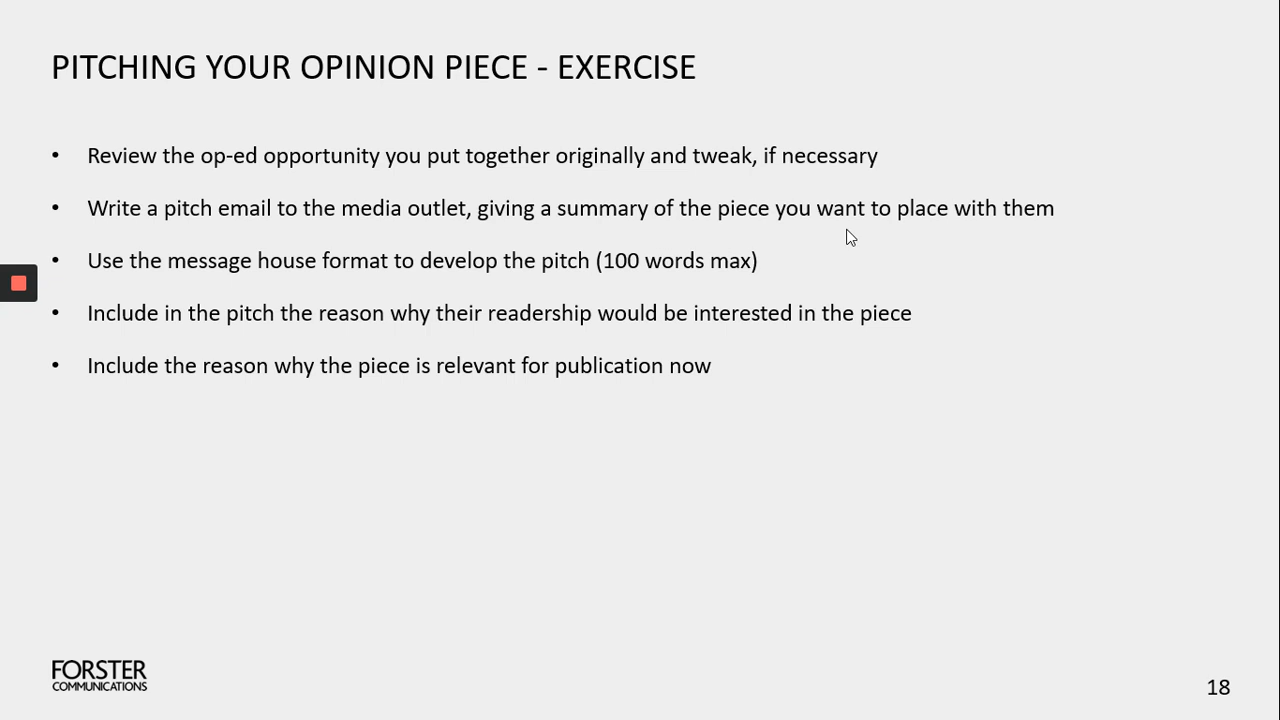 PITCHING YOUR OPINION PIECE - EXERCISE
• Review the op-ed opportunity you put together originally and tweak, if necessary
• Write a pitch email to the media outlet, giving a summary of the piece you want to place with them
• Use the message house format to develop the pitch (100 words max)
• Include in the pitch the reason why their readership would be interested in the piece
• Include the reason why the piece is relevant for publication now
FORSTER
COMMUNICATIONS
18